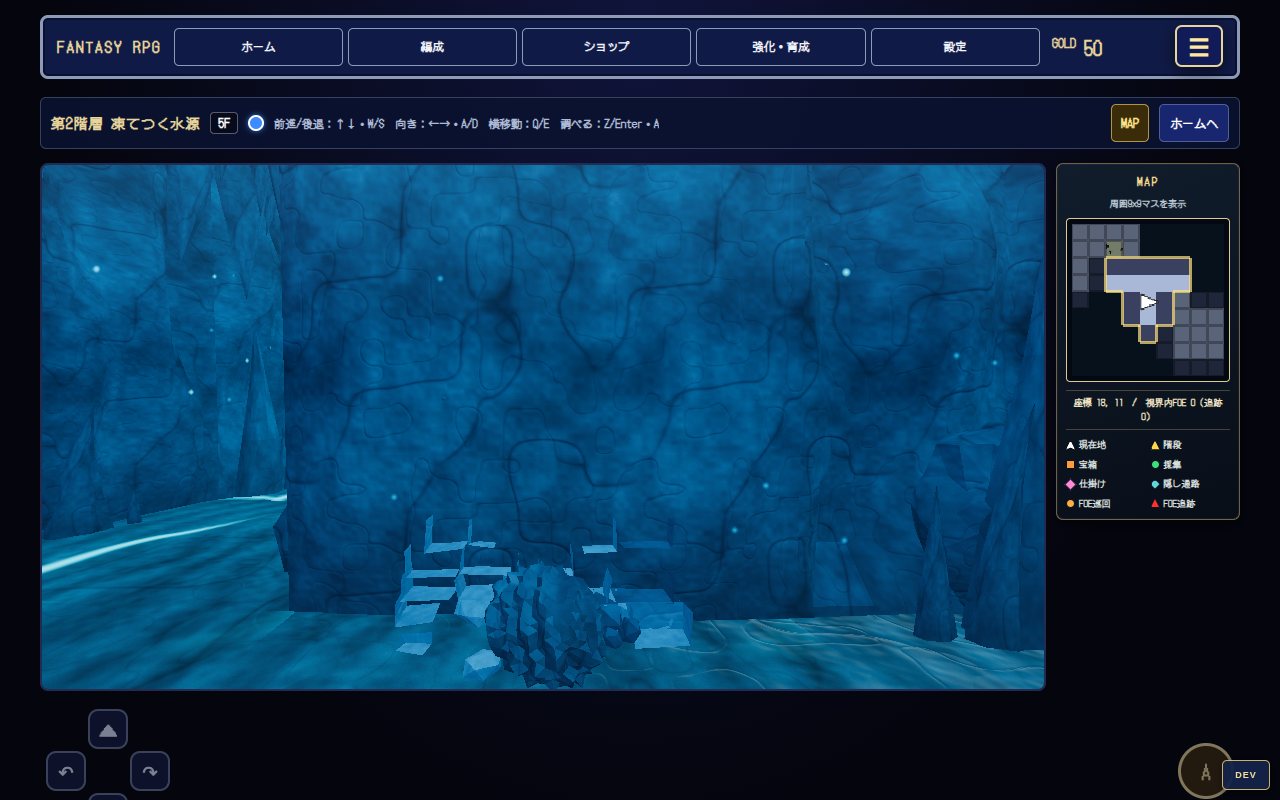 FANTASY RPG
ホーム
編成
ショップ
強化・育成
設定
GOLD 50
第2階層 凍てつく水源
5F
前進/後退：↑↓・W/S 向き：←→・A/D 横移動：Q/E 調べる：Z/Enter・A
MAP
ホームへ
MAP
周囲9x9マスを表示
座標 18, 11 / 視界内FOE 0（追跡
0）
現在地
階段
宝箱
採集
仕掛け
隠し通路
FOE巡回
FOE追跡
A
DEV